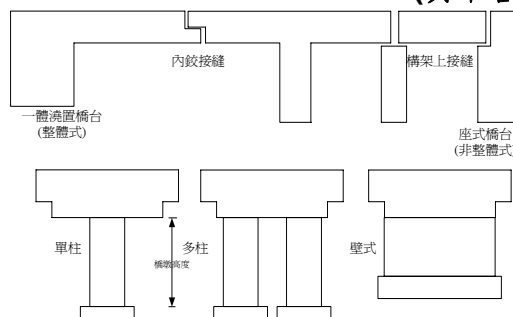 內鉸接縫
構架上接縫
一體澆置橋台
(整體式)
座式橋台
(非整體式)
單柱
多柱
壁式
橋墩高度